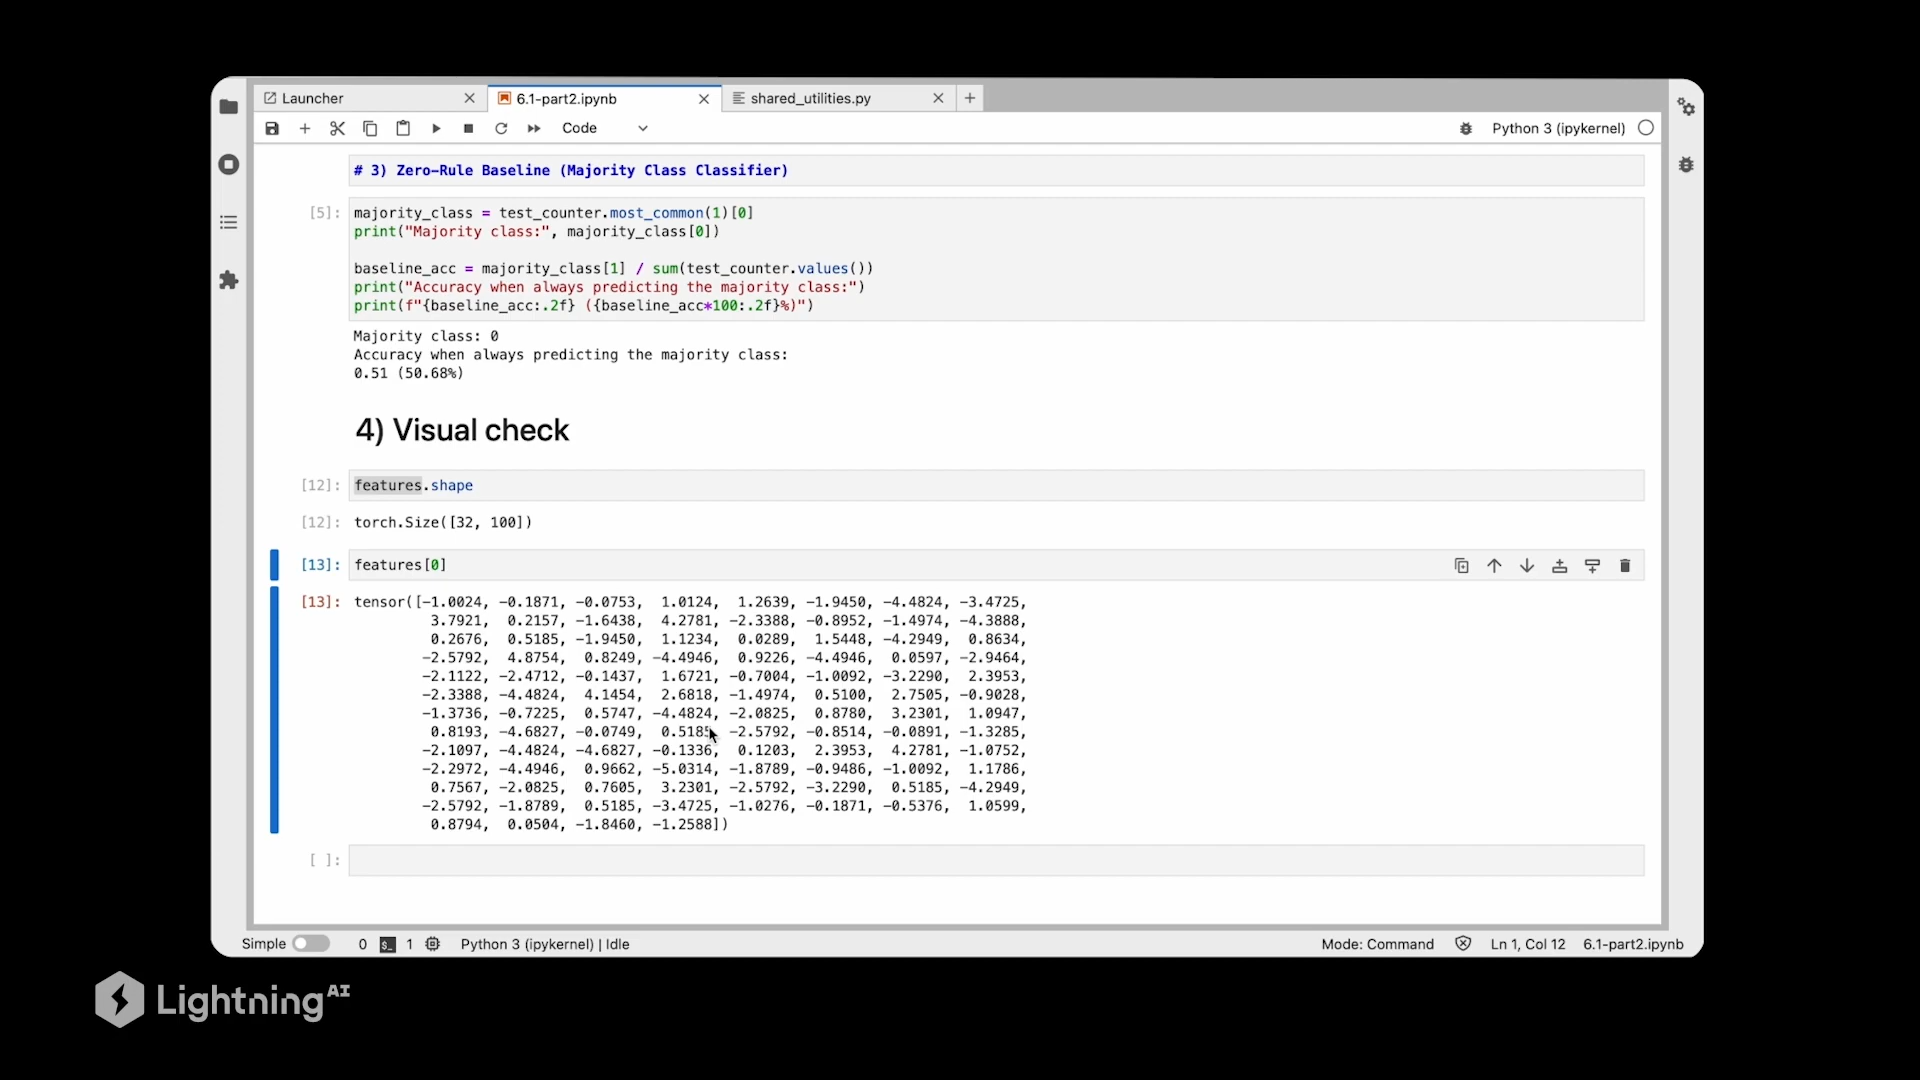 Launcher
6.1-part2.ipynb
shared_utilities.py
Code
Python 3 (ipykernel)
# 3) Zero-Rule Baseline (Majority Class Classifier)
[5]: majority_class = test_counter.most_common(1)[0]
print("Majority class:", majority_class[0])
baseline_acc = majority_class[1] / sum(test_counter.values())
print("Accuracy when always predicting the majority class:")
print(f"{baseline_acc:.2f} ({baseline_acc*100:.2f}%)")
Majority class: 0
Accuracy when always predicting the majority class:
0.51 (50.68%)
4) Visual check
[12]: features.shape
[12]: torch.Size([32, 100])
[13]: features[0]
[13]: tensor([-1.0024, -0.1871, -0.0753,  1.0124,  1.2639, -1.9450, -4.4824, -3.4725,
3.7921,  0.2157, -1.6438,  4.2781, -2.3388, -0.8952, -1.4974, -4.3888,
0.2676,  0.5185, -1.9450,  1.1234,  0.0289,  1.5448, -4.2949,  0.8634,
-2.5792,  4.8754,  0.8249, -4.4946,  0.9226, -4.4946,  0.0597, -2.9464,
-2.1122, -2.4712, -0.1437,  1.6721, -0.7004, -1.0092, -3.2290,  2.3953,
-2.3388, -4.4824,  4.1454,  2.6818, -1.4974,  0.5100,  2.7505, -0.9028,
-1.3736, -0.7225,  0.5747, -4.4824, -2.0825,  0.8780,  3.2301,  1.0947,
0.8193, -4.6827, -0.0749,  0.5185, -2.5792, -0.8514, -0.0891, -1.3285,
-2.1097, -4.4824, -4.6827, -0.1336,  0.1203,  2.3953,  4.2781, -1.0752,
-2.2972, -4.4946,  0.9662, -5.0314, -1.8789, -0.9486, -1.0092,  1.1786,
0.7567, -2.0825,  0.7605,  3.2301, -2.5792, -3.2290,  0.5185, -4.2949,
-2.5792, -1.8789,  0.5185, -3.4725, -1.0276, -0.1871, -0.5376,  1.0599,
0.8794,  0.0504, -1.8460, -1.2588])
[ ]:
Simple 0 $_ 1 Python 3 (ipykernel) | Idle
Mode: Command Ln 1, Col 12 6.1-part2.ipynb
Lightning AI